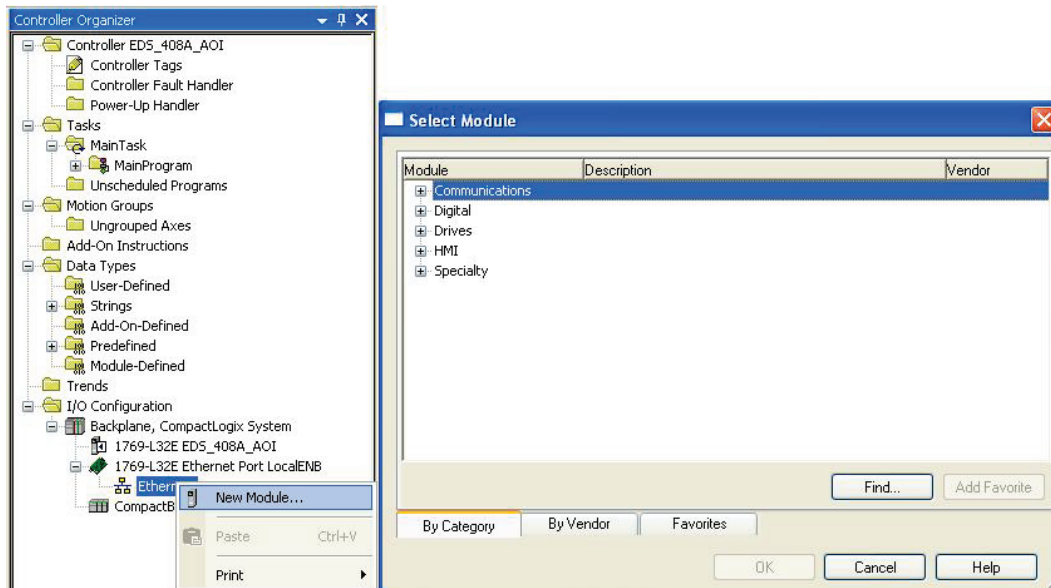 Controller Organizer
Controller EDS_408A_AOI
Controller Tags
Controller Fault Handler
Power-Up Handler
Tasks
MainTask
MainProgram
Unscheduled Programs
Motion Groups
Ungrouped Axes
Add-On Instructions
Data Types
User-Defined
Strings
Add-On-Defined
Predefined
Module-Defined
Trends
I/O Configuration
Backplane, CompactLogix System
1769-L32E EDS_408A_AOI
1769-L32E Ethernet Port LocalENB
Ethern
CompactB
New Module...
Paste Ctrl+V
Print
Select Module
Module Description Vendor
Communications
Digital
Drives
HMI
Specialty
Find... Add Favorite
By Category By Vendor Favorites
OK Cancel Help